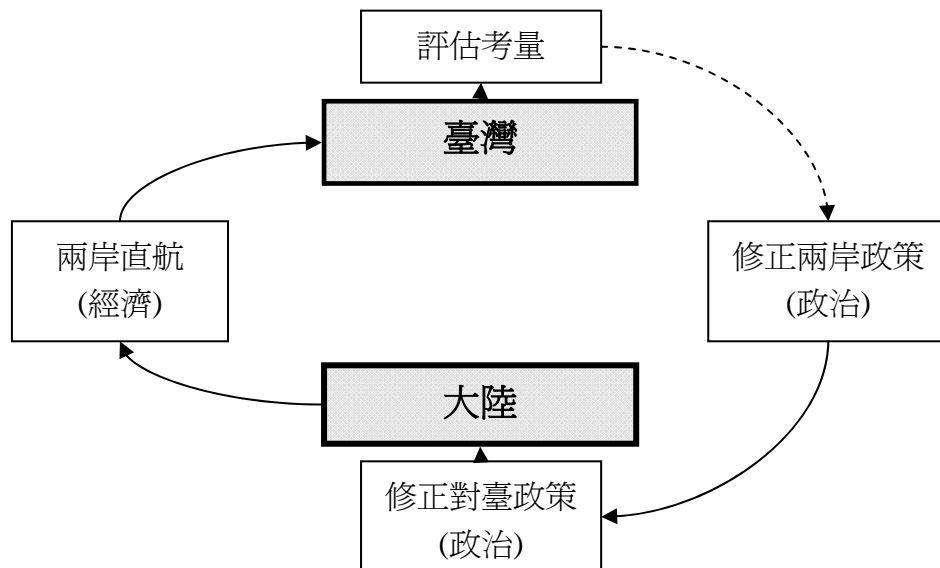 評估考量
臺灣
兩岸直航
(經濟)
修正兩岸政策
(政治)
大陸
修正對臺政策
(政治)